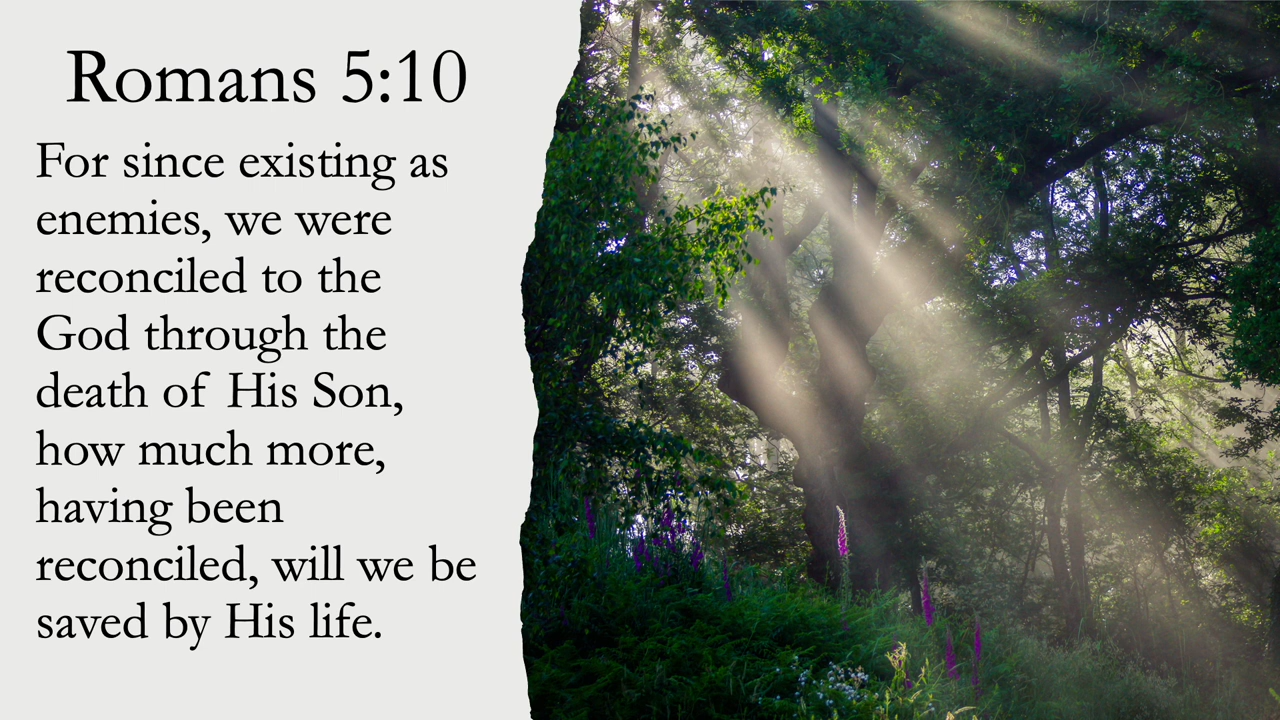 Romans 5:10
For since existing as
enemies, we were
reconciled to the
God through the
death of His Son,
how much more,
having been
reconciled, will we be
saved by His life.